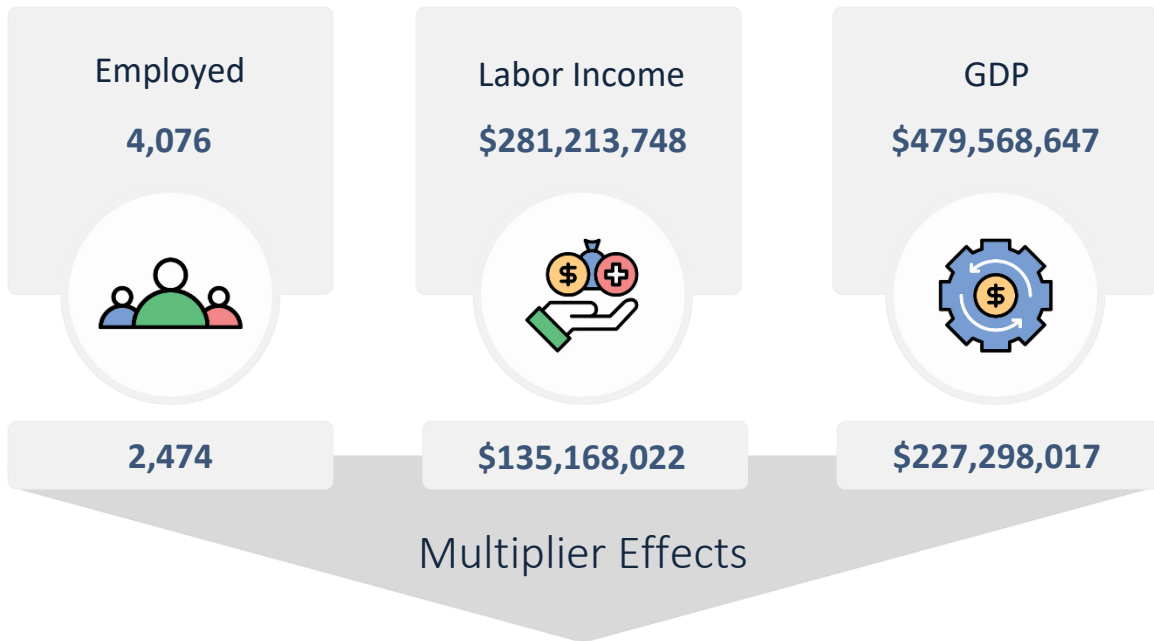 Employed
4,076
Labor Income
$281,213,748
GDP
$479,568,647
$
$
2,474
$135,168,022
$227,298,017
Multiplier Effects